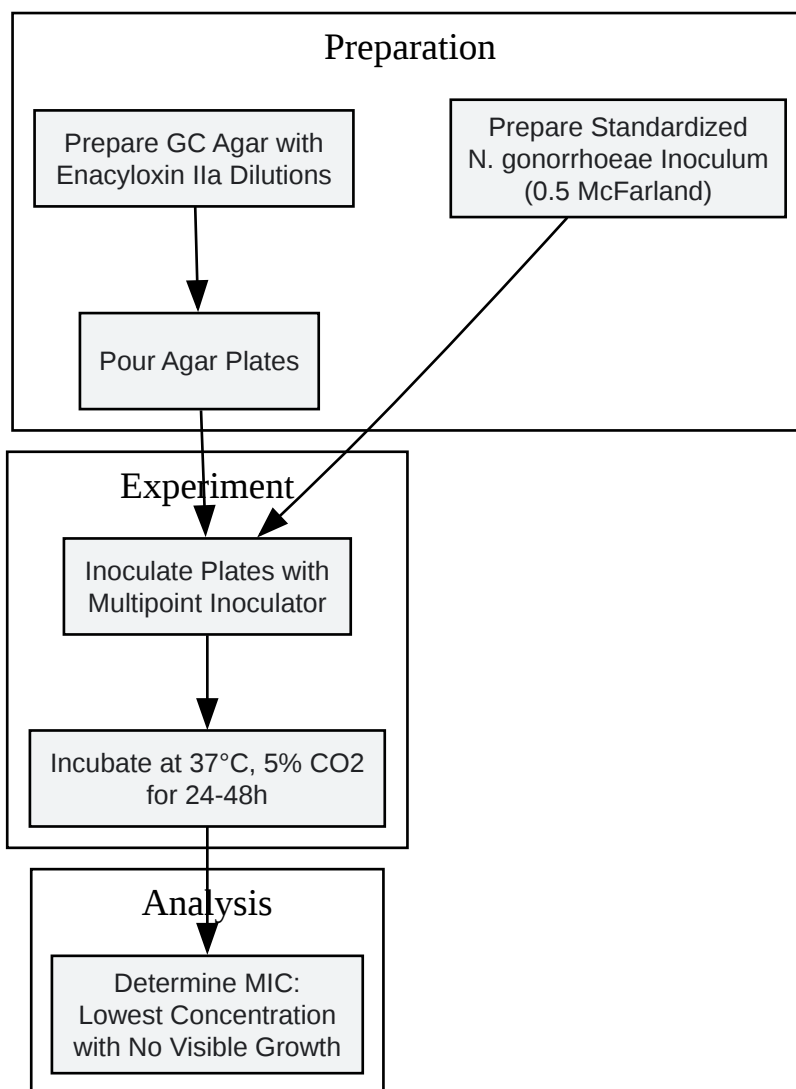 Preparation
Prepare GC Agar with
Enacyloxin IIa Dilutions
Prepare Standardized
N. gonorrhoeae Inoculum
(0.5 McFarland)
Pour Agar Plates
Experiment
Inoculate Plates with
Multipoint Inoculator
Incubate at 37°C, 5% CO2
for 24-48h
Analysis
Determine MIC:
Lowest Concentration
with No Visible Growth